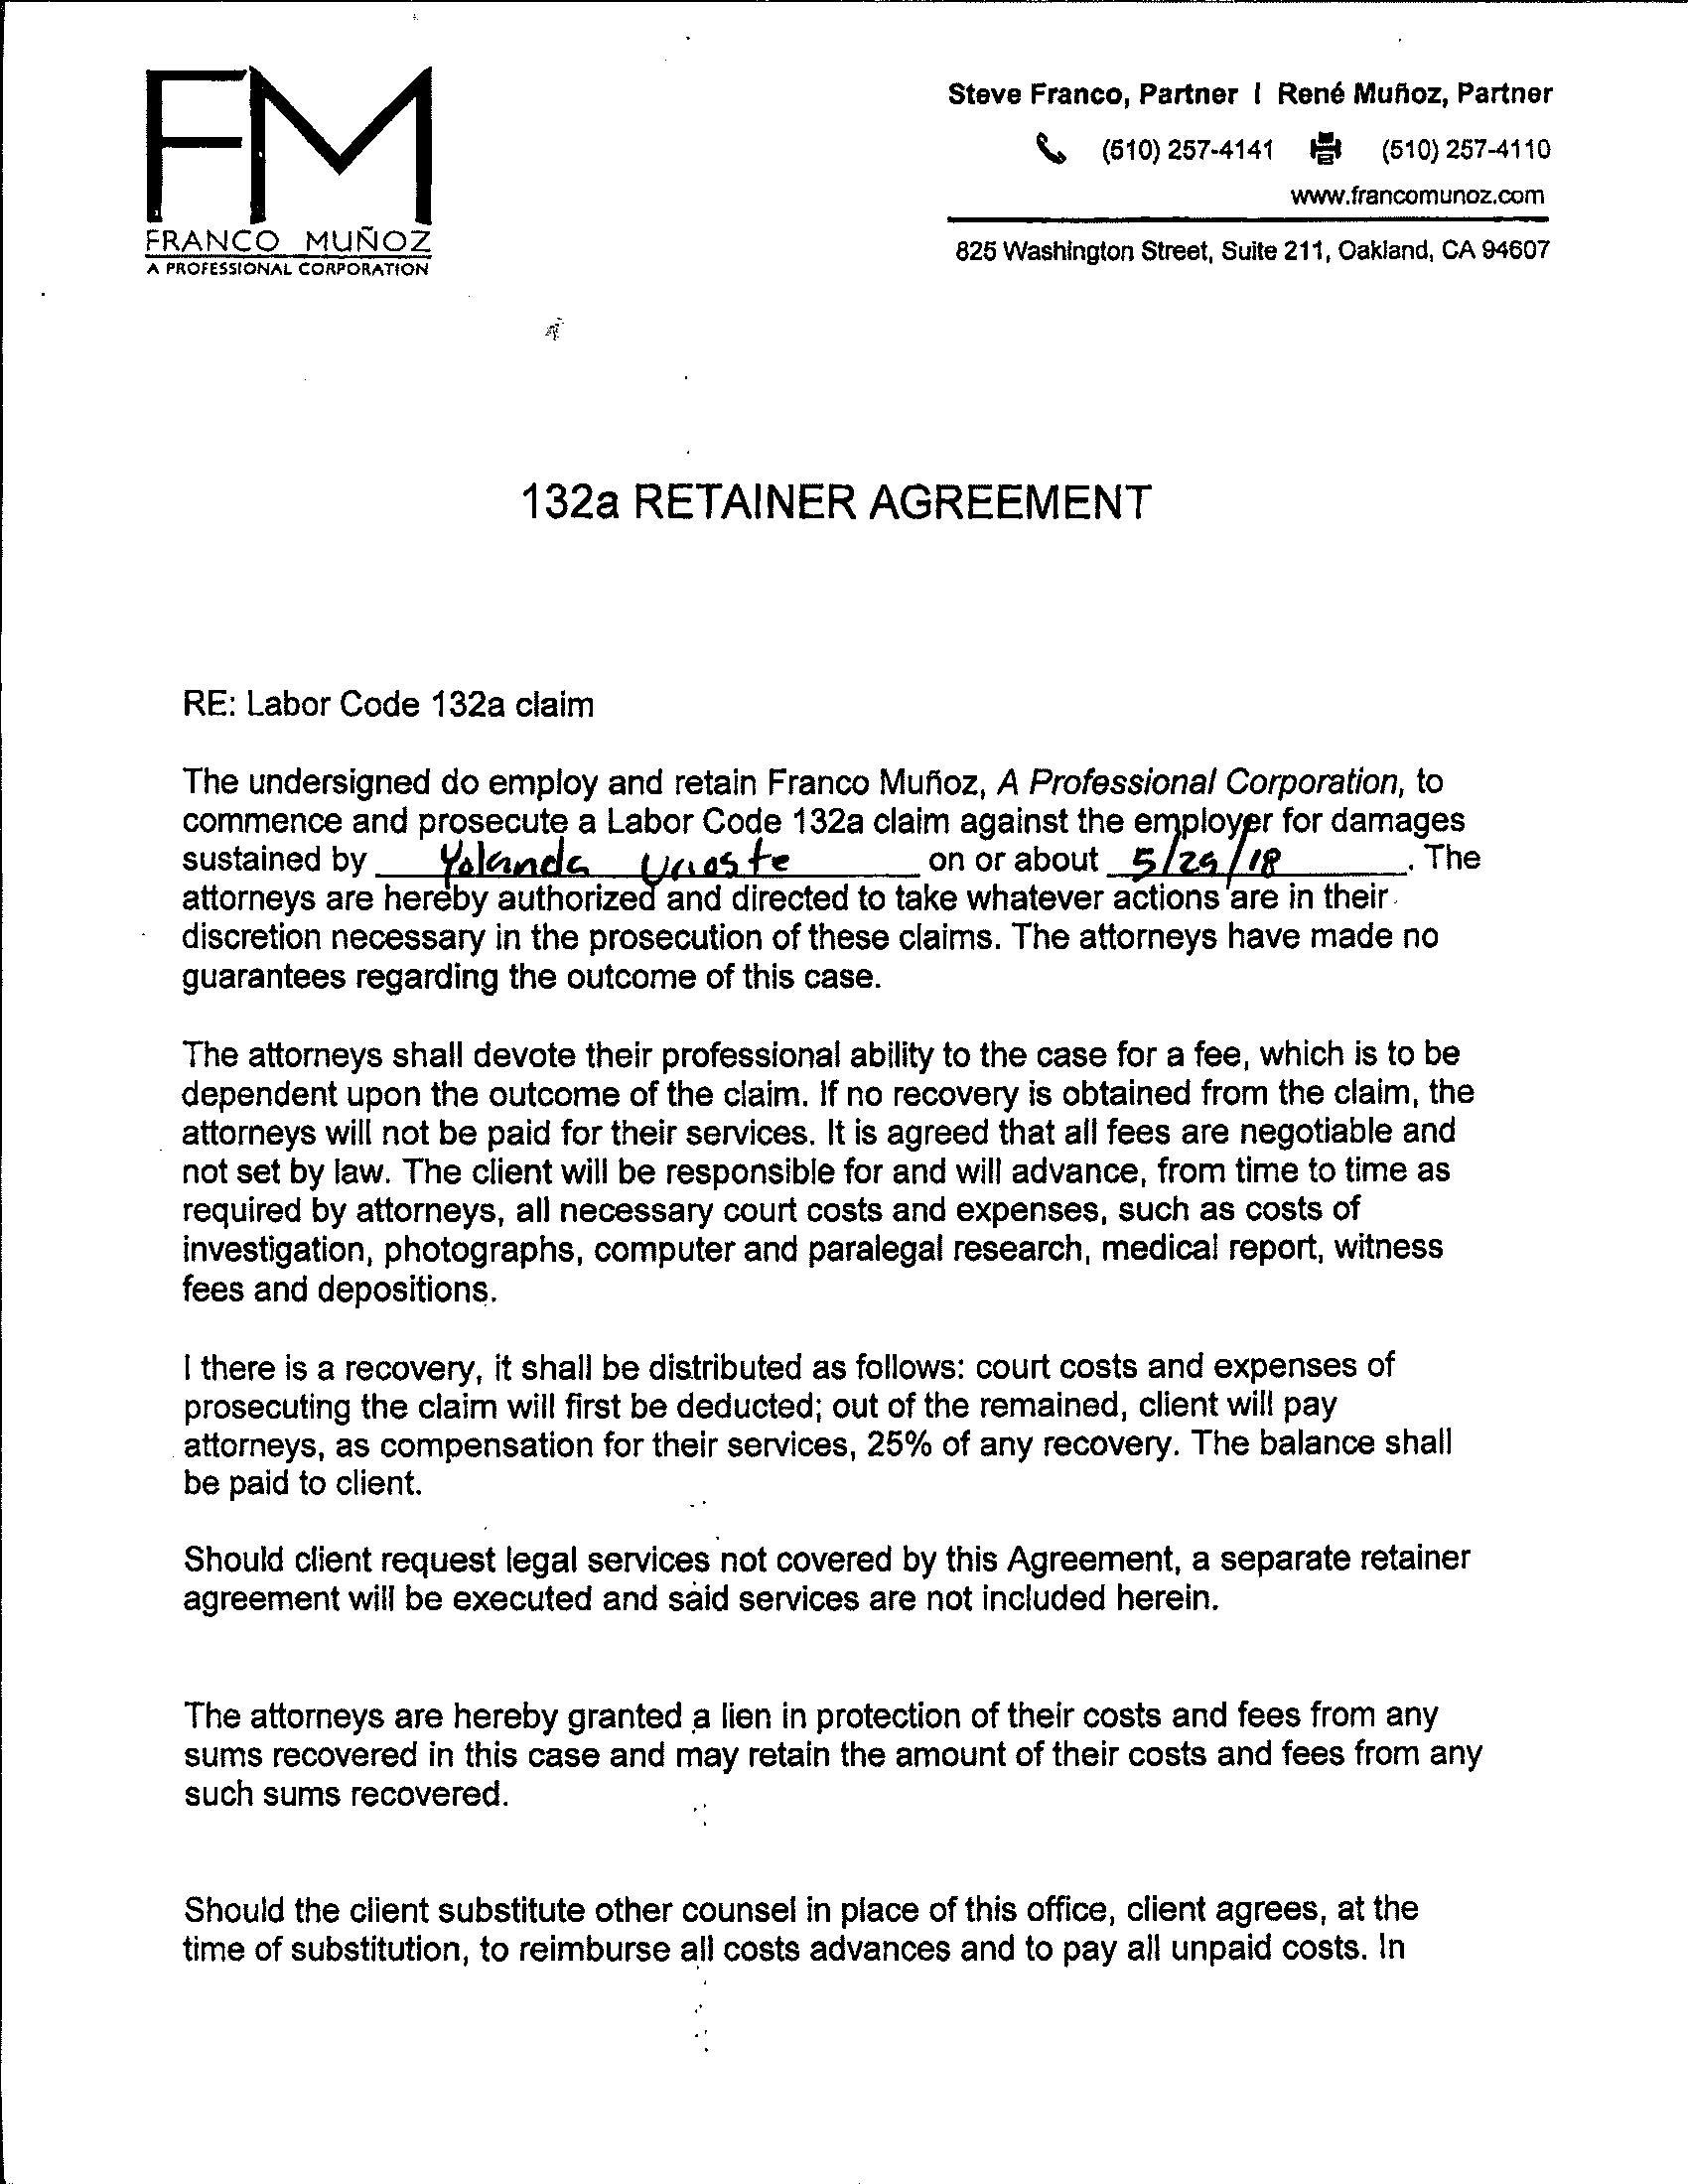 FM
FRANCO MUÑOZ
A PROFESSIONAL CORPORATION
Steve Franco, Partner | René Muñoz, Partner
(510) 257-4141 (510) 257-4110
www.francomunoz.com
825 Washington Street, Suite 211, Oakland, CA 94607
132a RETAINER AGREEMENT
RE: Labor Code 132a claim
The undersigned do employ and retain Franco Muñoz, A Professional Corporation, to
commence and prosecute a Labor Code 132a claim against the employer for damages
sustained by Yolanda Urioste on or about 5/29/18. The
attorneys are hereby authorized and directed to take whatever actions are in their
discretion necessary in the prosecution of these claims. The attorneys have made no
guarantees regarding the outcome of this case.
The attorneys shall devote their professional ability to the case for a fee, which is to be
dependent upon the outcome of the claim. If no recovery is obtained from the claim, the
attorneys will not be paid for their services. It is agreed that all fees are negotiable and
not set by law. The client will be responsible for and will advance, from time to time as
required by attorneys, all necessary court costs and expenses, such as costs of
investigation, photographs, computer and paralegal research, medical report, witness
fees and depositions.
I there is a recovery, it shall be distributed as follows: court costs and expenses of
prosecuting the claim will first be deducted; out of the remained, client will pay
attorneys, as compensation for their services, 25% of any recovery. The balance shall
be paid to client.
Should client request legal services not covered by this Agreement, a separate retainer
agreement will be executed and said services are not included herein.
The attorneys are hereby granted a lien in protection of their costs and fees from any
sums recovered in this case and may retain the amount of their costs and fees from any
such sums recovered.
Should the client substitute other counsel in place of this office, client agrees, at the
time of substitution, to reimburse all costs advances and to pay all unpaid costs. In